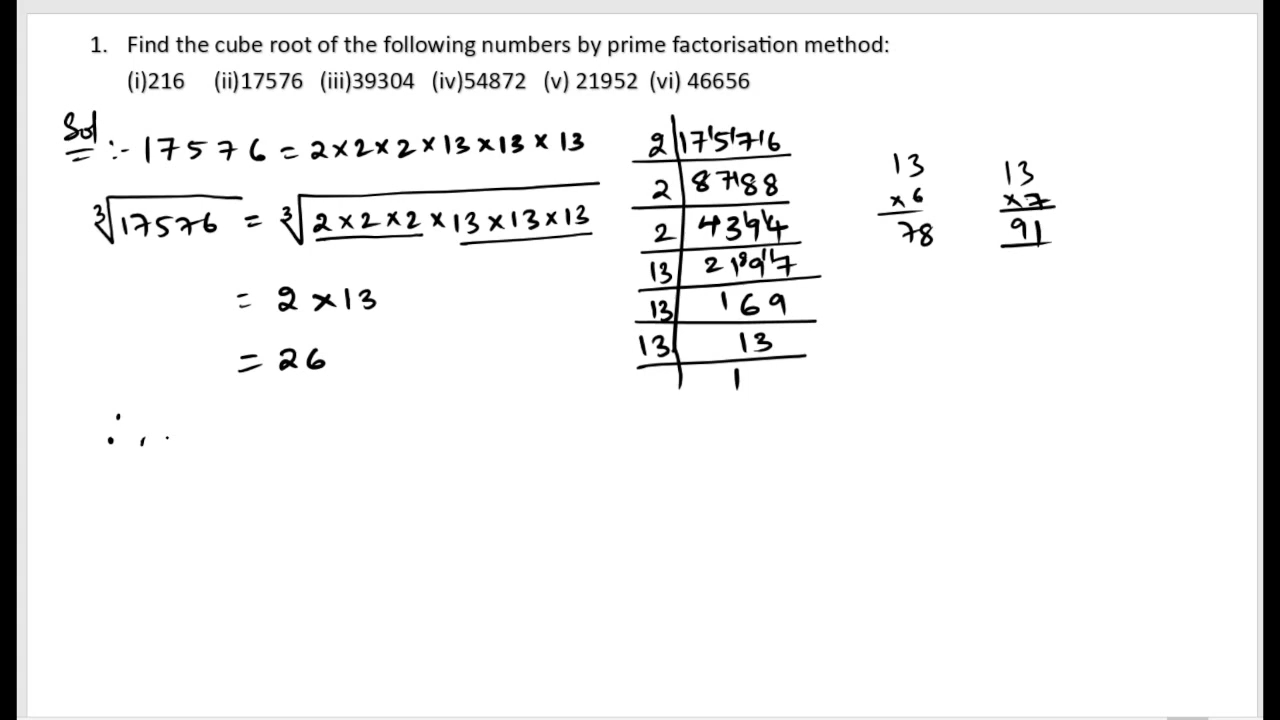 1. Find the cube root of the following numbers by prime factorisation method:
(i)216 (ii)17576 (iii)39304 (iv)54872 (v) 21952 (vi) 46656
Sol :- 17576 = 2×2×2×13×13×13
∛17576 = ∛2×2×2×13×13×13
= 2×13
= 26
∴
2 | 17576
2 | 8788
2 | 4394
13 | 2197
13 | 169
13 | 13
1
13
×6
78
13
×7
91